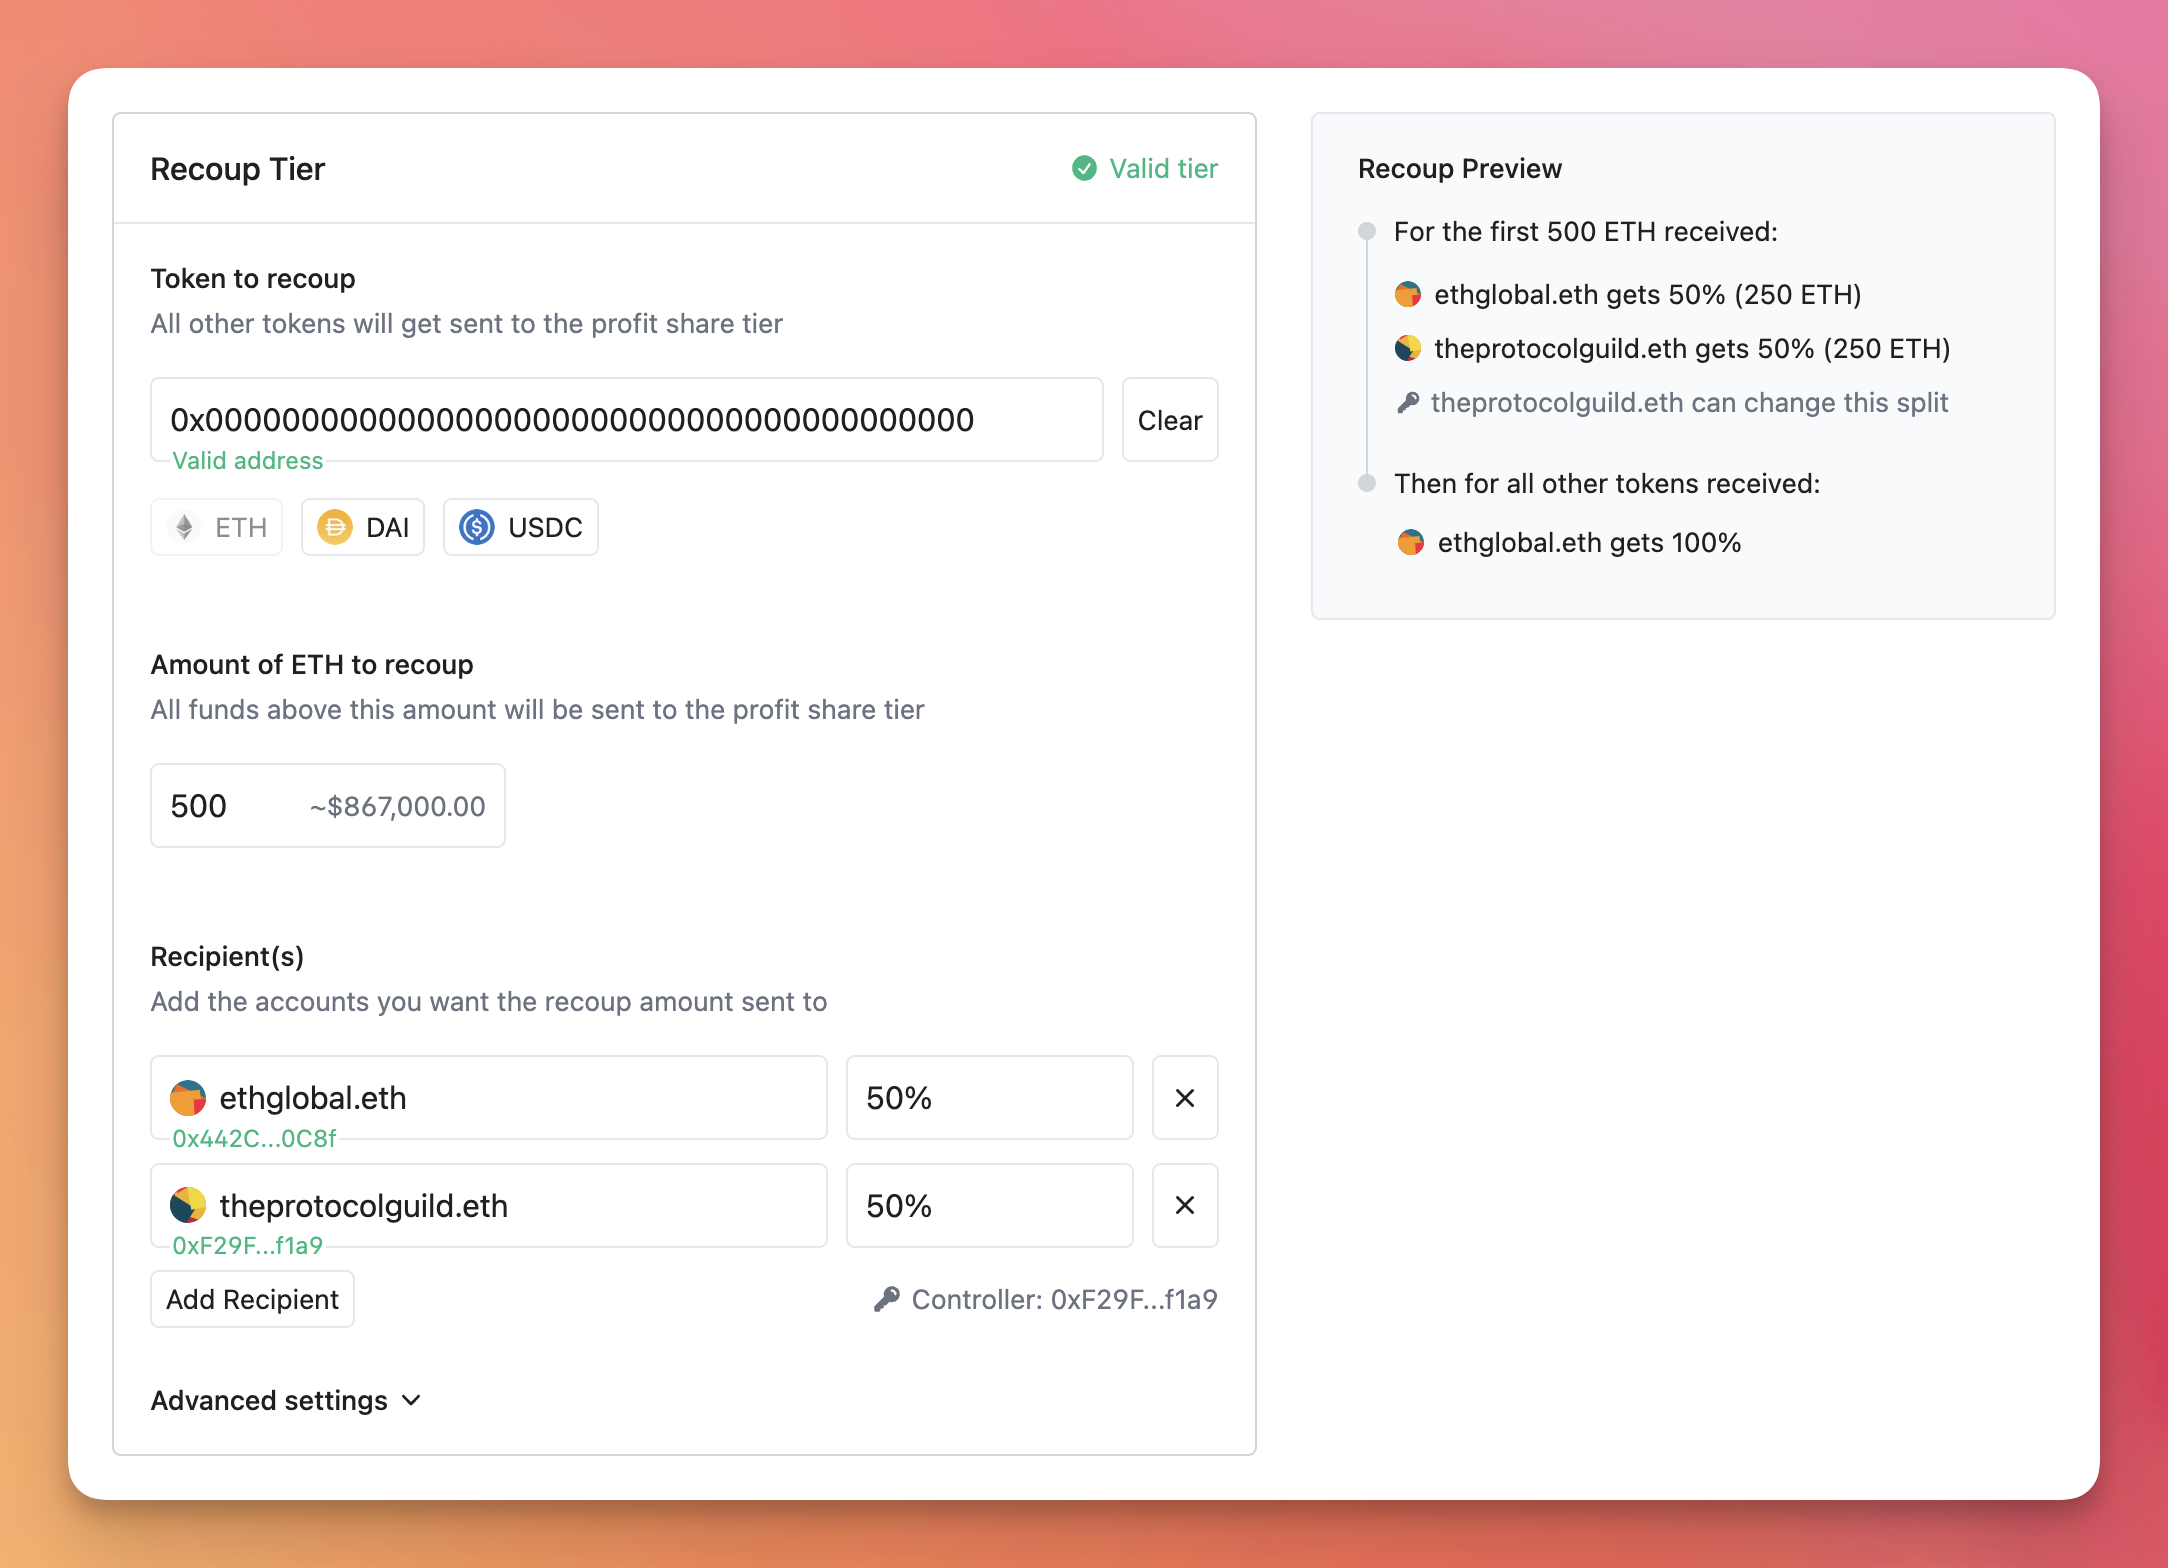 Recoup Tier
Valid tier
Token to recoup
All other tokens will get sent to the profit share tier
0x0000000000000000000000000000000000000000
Clear
Valid address
ETH
DAI
USDC
Amount of ETH to recoup
All funds above this amount will be sent to the profit share tier
500
~$867,000.00
Recipient(s)
Add the accounts you want the recoup amount sent to
ethglobal.eth
50%
0x442C...0C8f
theprotocolguild.eth
50%
0xF29F...f1a9
Add Recipient
Controller: 0xF29F...f1a9
Advanced settings
Recoup Preview
For the first 500 ETH received:
ethglobal.eth gets 50% (250 ETH)
theprotocolguild.eth gets 50% (250 ETH)
theprotocolguild.eth can change this split
Then for all other tokens received:
ethglobal.eth gets 100%